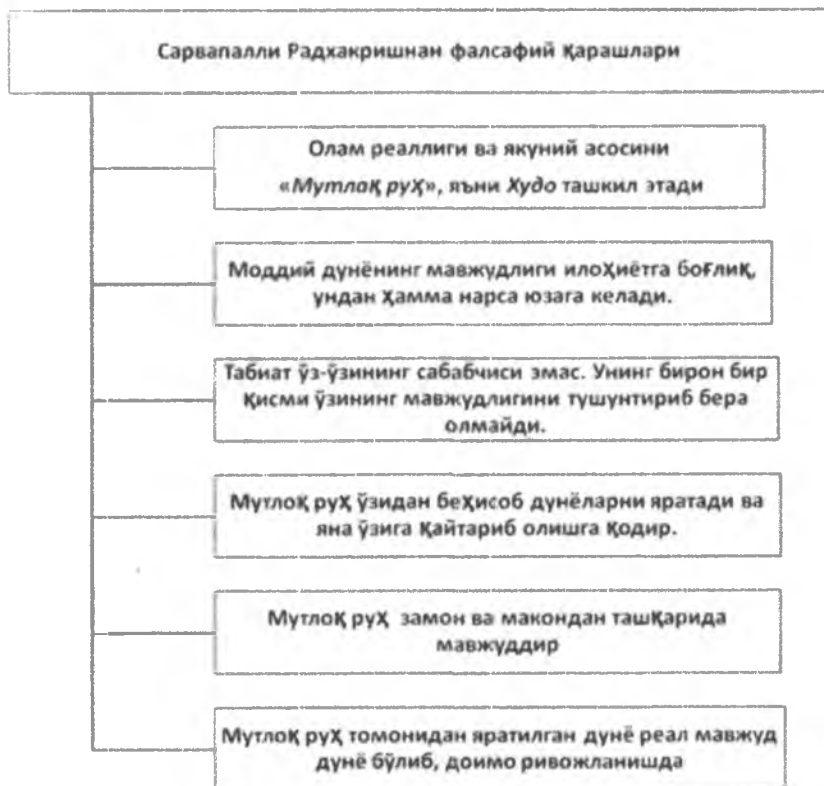 Сарвапалли Радхакришнан фалсафий қарашлари
Олам реаллиги ва якуний асосини
«Мутлоқ руҳ», яъни Худо ташкил этади
Моддий дунёнинг мавжудлиги илоҳиётга боғлиқ,
ундан ҳамма нарса юзага келади.
Табиат ўз-ўзининг сабабчиси эмас. Унинг бирон бир
қисми ўзининг мавжудлигини тушунтириб бера
олмайди.
Мутлоқ руҳ ўзидан беҳисоб дунёларни яратади ва
яна ўзига қайтариб олишга қодир.
Мутлоқ руҳ замон ва макондан ташқарида
мавжуддир
Мутлоқ руҳ томонидан яратилган дунё реал мавжуд
дунё бўлиб, доимо ривожланишда